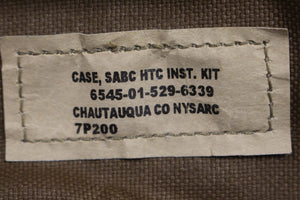 CASE, SABC HTC INST. KIT
6545-01-529-6339
CHAUTAUQUA CO NYSARC
7P200